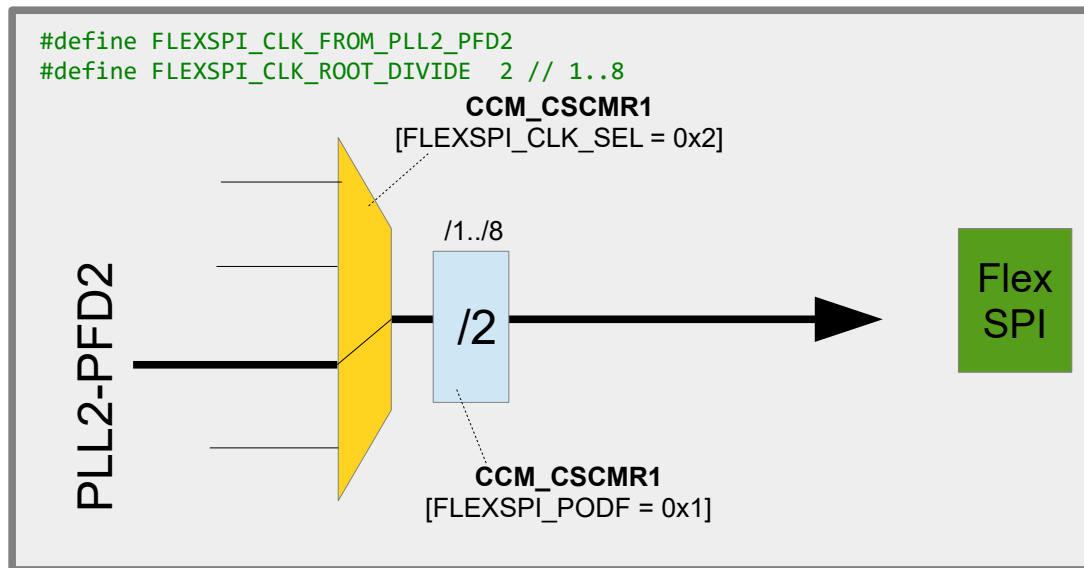 #define FLEXSPI_CLK_FROM_PLL2_PFD2
#define FLEXSPI_CLK_ROOT_DIVIDE  2 // 1..8
CCM_CSCMR1
[FLEXSPI_CLK_SEL = 0x2]
/1../8
PLL2-PFD2
/2
Flex
SPI
CCM_CSCMR1
[FLEXSPI_PODF = 0x1]